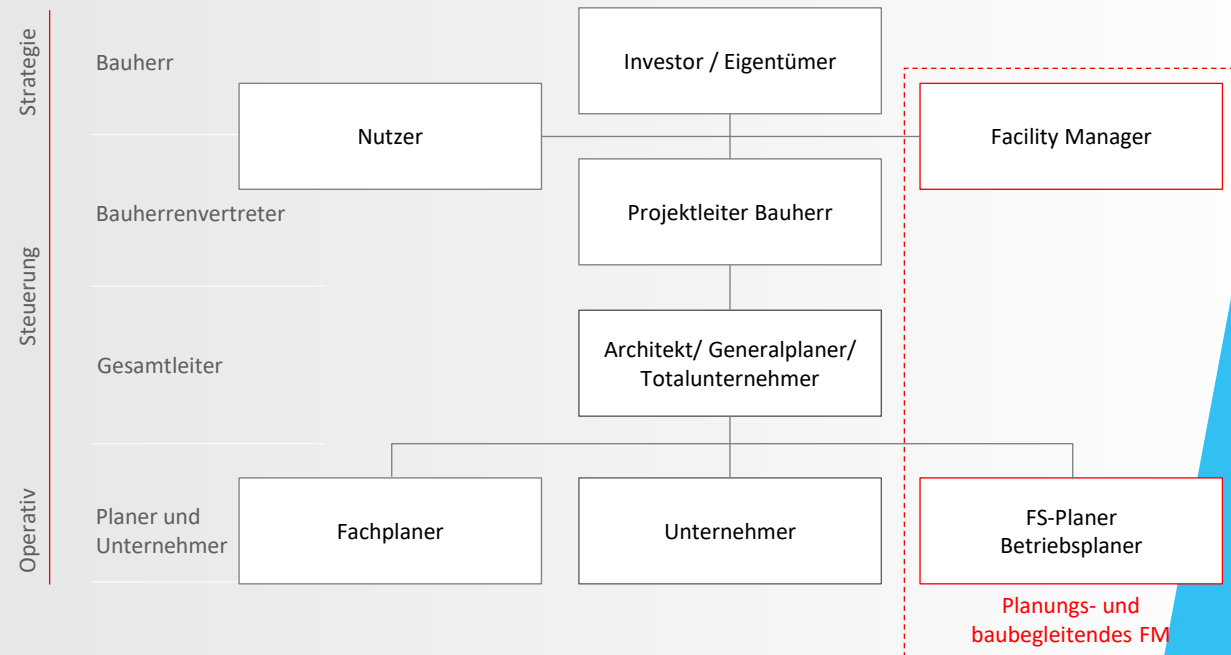 Strategie
Bauherr
Investor / Eigentümer
Nutzer
Facility Manager
Steuerung
Bauherrenvertreter
Projektleiter Bauherr
Gesamtleiter
Architekt/ Generalplaner/
Totalunternehmer
Operativ
Planer und
Unternehmer
Fachplaner
Unternehmer
FS-Planer
Betriebsplaner
Planungs- und
baubegleitendes FM